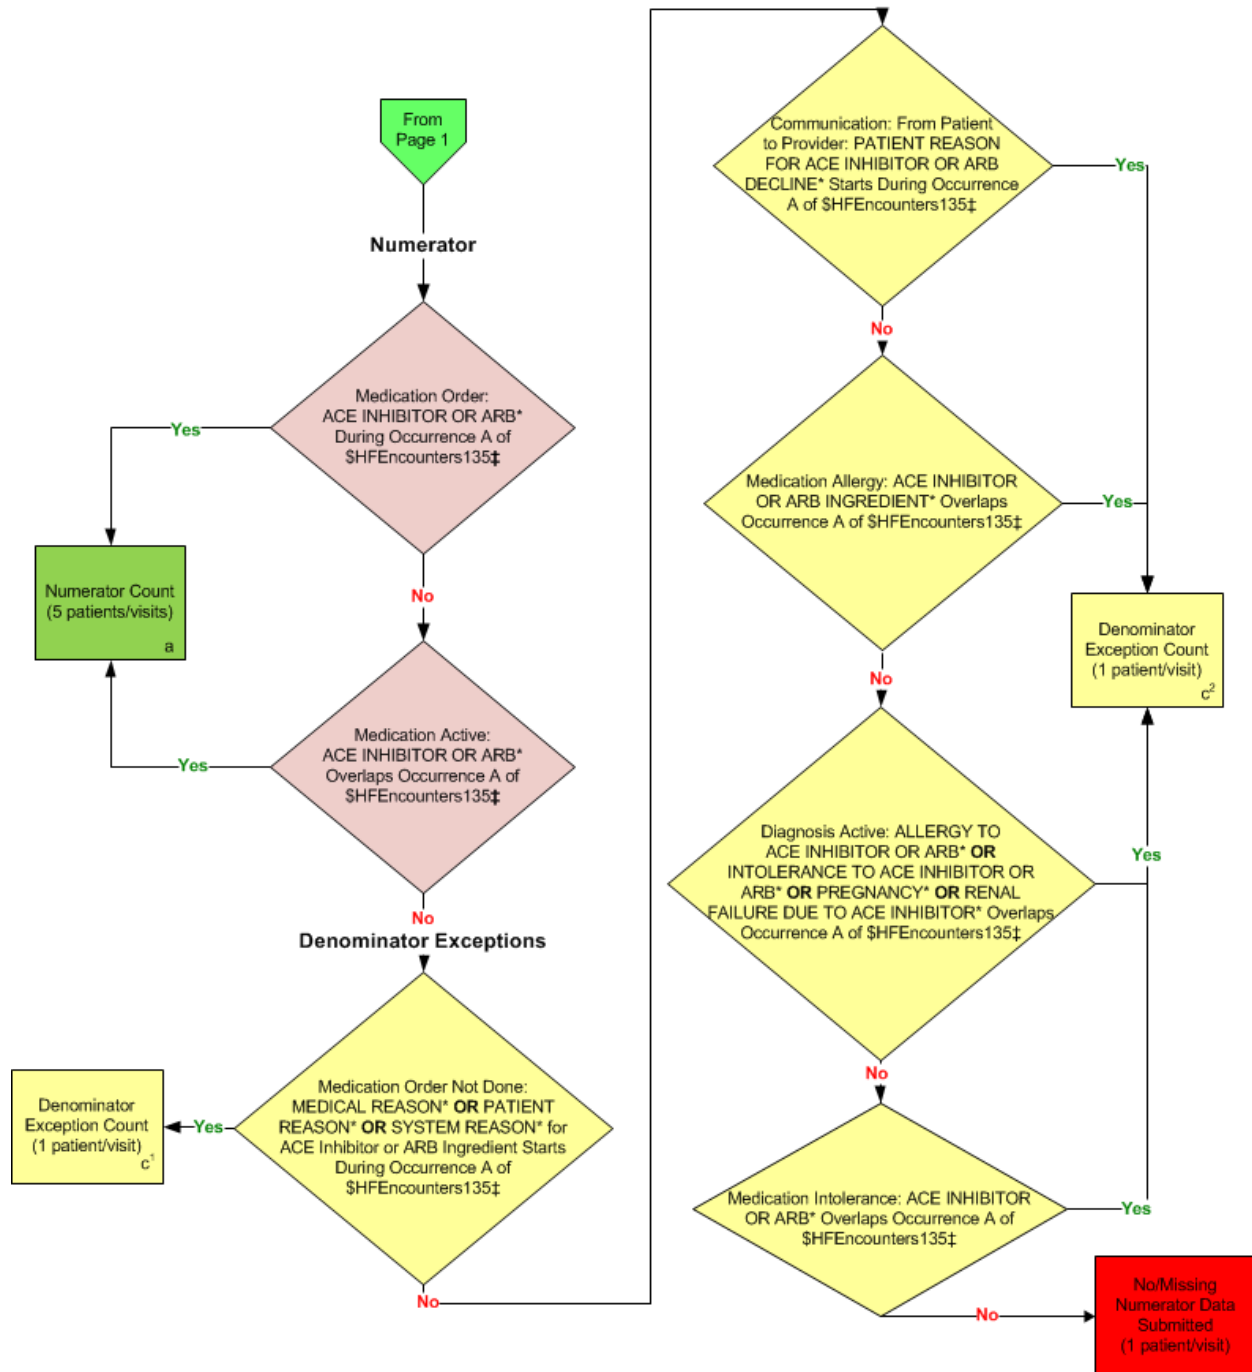 From
Page 1
Numerator
Medication Order:
ACE INHIBITOR OR ARB*
During Occurrence A of
$HFEncounters135‡
Yes
No
Numerator Count
(5 patients/visits)
a
Medication Active:
ACE INHIBITOR OR ARB*
Overlaps Occurrence A of
$HFEncounters135‡
Yes
No
Denominator Exceptions
Medication Order Not Done:
MEDICAL REASON* OR PATIENT
REASON* OR SYSTEM REASON* for
ACE Inhibitor or ARB Ingredient Starts
During Occurrence A of
$HFEncounters135‡
Yes
Denominator
Exception Count
(1 patient/visit)
c¹
No
Communication: From Patient
to Provider: PATIENT REASON
FOR ACE INHIBITOR OR ARB
DECLINE* Starts During Occurrence
A of $HFEncounters135‡
Yes
No
Medication Allergy: ACE INHIBITOR
OR ARB INGREDIENT* Overlaps
Occurrence A of $HFEncounters135‡
Yes
No
Denominator
Exception Count
(1 patient/visit)
c²
Diagnosis Active: ALLERGY TO
ACE INHIBITOR OR ARB* OR
INTOLERANCE TO ACE INHIBITOR OR
ARB* OR PREGNANCY* OR RENAL
FAILURE DUE TO ACE INHIBITOR* Overlaps
Occurrence A of $HFEncounters135‡
Yes
No
Medication Intolerance: ACE INHIBITOR
OR ARB* Overlaps Occurrence A of
$HFEncounters135‡
Yes
No
No/Missing
Numerator Data
Submitted
(1 patient/visit)